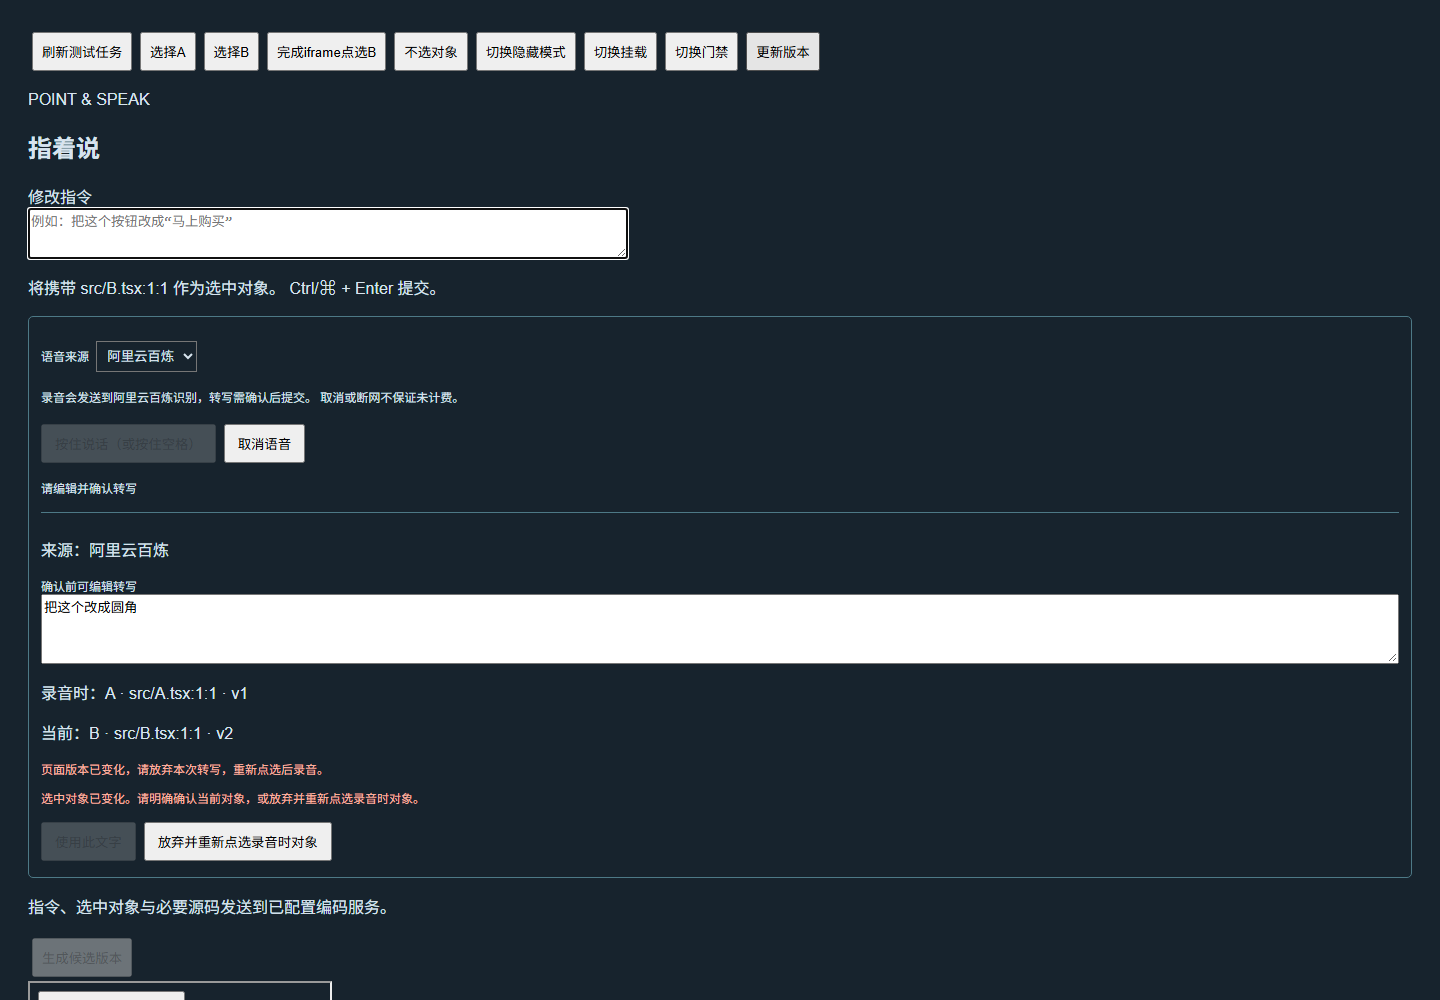 刷新测试任务 选择A 选择B 完成iframe点选B 不选对象 切换隐藏模式 切换挂载 切换门禁 更新版本
POINT & SPEAK
指着说
修改指令
例如：把这个按钮改成“马上购买”
将携带 src/B.tsx:1:1 作为选中对象。 Ctrl/⌘ + Enter 提交。
语音来源 阿里云百炼
录音会发送到阿里云百炼识别，转写需确认后提交。 取消或断网不保证未计费。
按住说话（或按住空格） 取消语音
请编辑并确认转写
来源：阿里云百炼
确认前可编辑转写
把这个改成圆角
录音时：A · src/A.tsx:1:1 · v1
当前：B · src/B.tsx:1:1 · v2
页面版本已变化，请放弃本次转写，重新点选后录音。
选中对象已变化。请明确确认当前对象，或放弃并重新点选录音时对象。
使用此文字 放弃并重新点选录音时对象
指令、选中对象与必要源码发送到已配置编码服务。
生成候选版本